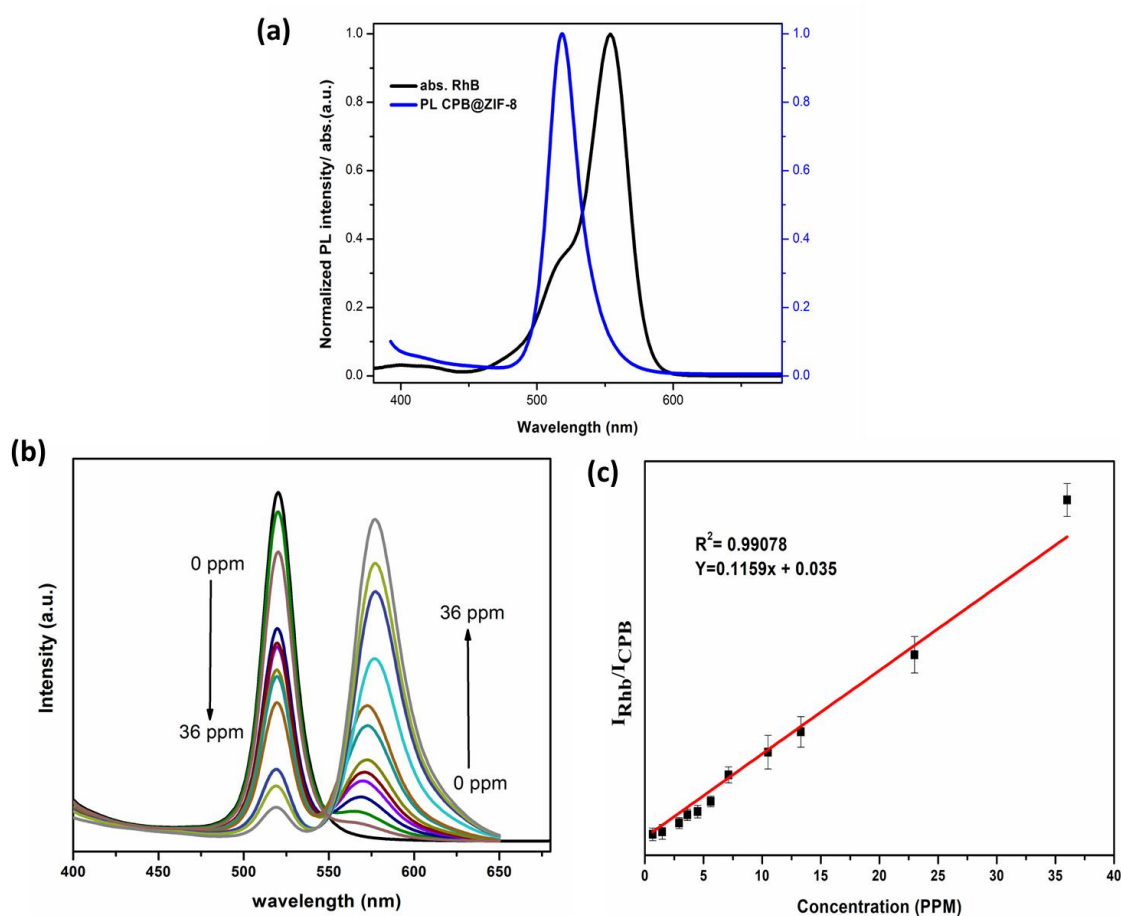 (a)
abs. RhB
PL CPB@ZIF-8
Normalized PL intensity/ abs.(a.u.)
1.0
0.8
0.6
0.4
0.2
0.0
1.0
0.8
0.6
0.4
0.2
0.0
400
500
600
Wavelength (nm)
(b)
0 ppm
36 ppm
36 ppm
0 ppm
Intensity (a.u.)
400
450
500
550
600
650
wavelength (nm)
(c)
R²= 0.99078
Y=0.1159x + 0.035
I_Rhb/I_CPB
0
5
10
15
20
25
30
35
40
Concentration (PPM)